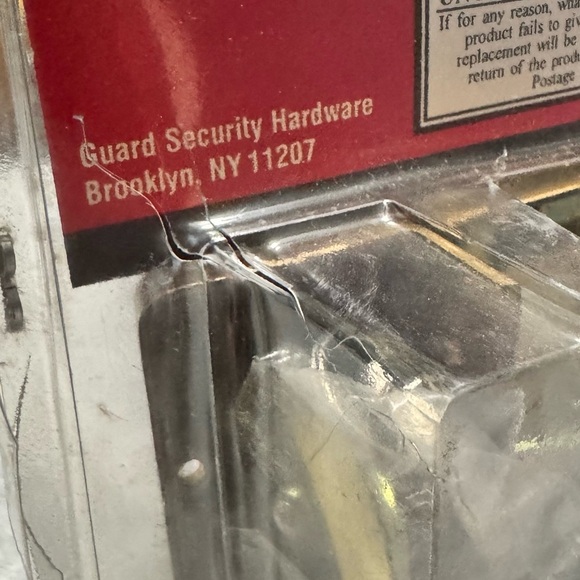 If for any reason,
product fails to
replacement will be
return of the
Postage
Guard Security Hardware
Brooklyn, NY 11207